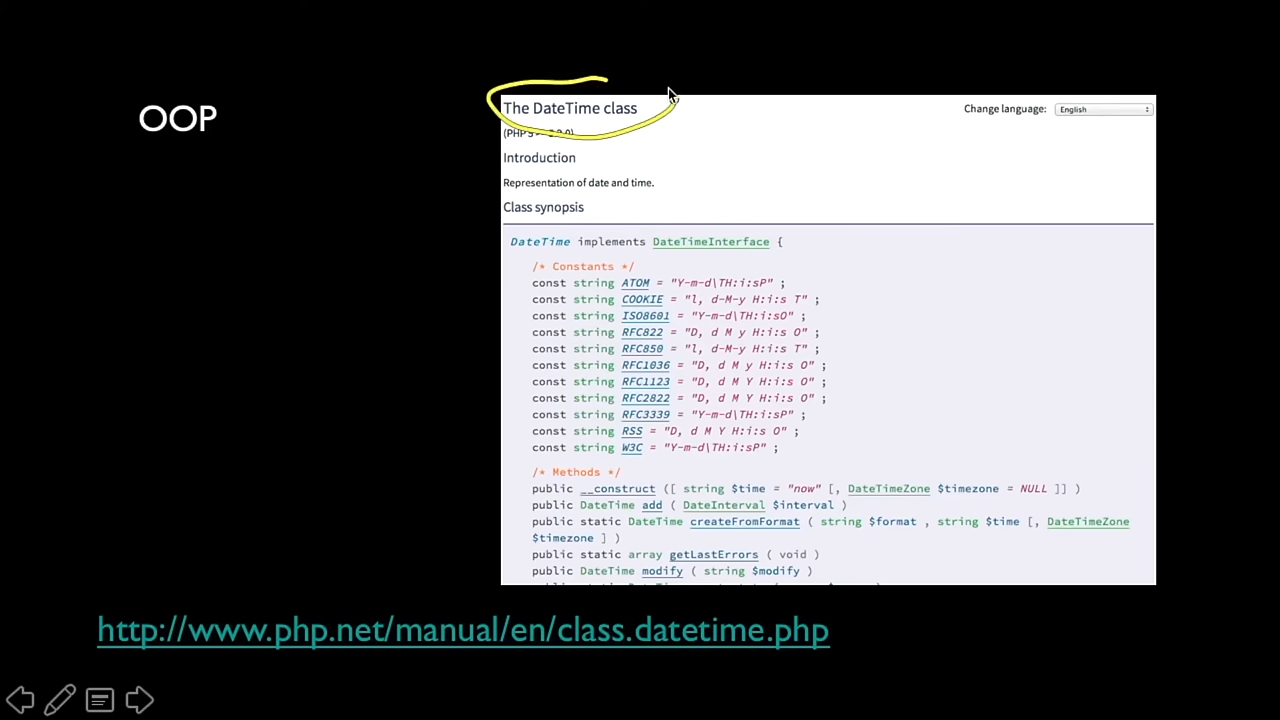 OOP
The DateTime class
Change language: English
Introduction
Representation of date and time.
Class synopsis
DateTime implements DateTimeInterface {
/* Constants */
const string ATOM = "Y-m-d\TH:i:sP" ;
const string COOKIE = "l, d-M-y H:i:s T" ;
const string ISO8601 = "Y-m-d\TH:i:sO" ;
const string RFC822 = "D, d M y H:i:s O" ;
const string RFC850 = "l, d-M-y H:i:s T" ;
const string RFC1036 = "D, d M y H:i:s O" ;
const string RFC1123 = "D, d M Y H:i:s O" ;
const string RFC2822 = "D, d M Y H:i:s O" ;
const string RFC3339 = "Y-m-d\TH:i:sP" ;
const string RSS = "D, d M Y H:i:s O" ;
const string W3C = "Y-m-d\TH:i:sP" ;
/* Methods */
public __construct ([ string $time = "now" [, DateTimeZone $timezone = NULL ]] )
public DateTime add ( DateInterval $interval )
public static DateTime createFromFormat ( string $format , string $time [, DateTimeZone
$timezone ] )
public static array getLastErrors ( void )
public DateTime modify ( string $modify )
http://www.php.net/manual/en/class.datetime.php